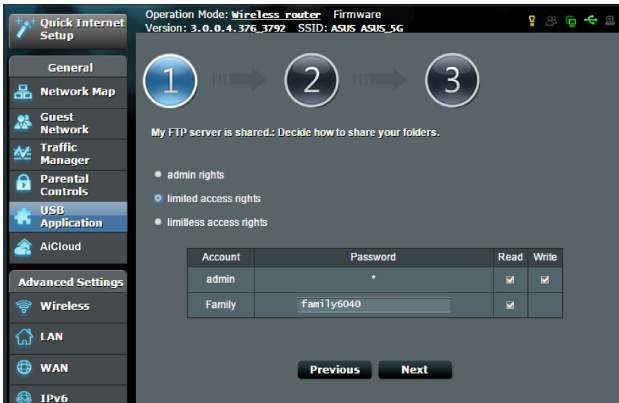 Quick Internet
Setup
Operation Mode: Wireless router Firmware
Version: 3.0.0.4.376_3792 SSID: ASUS ASUS_5G
General
Network Map
Guest
Network
Traffic
Manager
Parental
Controls
USB
Application
AiCloud
Advanced Settings
Wireless
LAN
WAN
IPv6
1 2 3
My FTP server is shared.: Decide how to share your folders.
admin rights
limited access rights
limitless access rights
Account Password Read Write
admin *
Family family6040
Previous Next